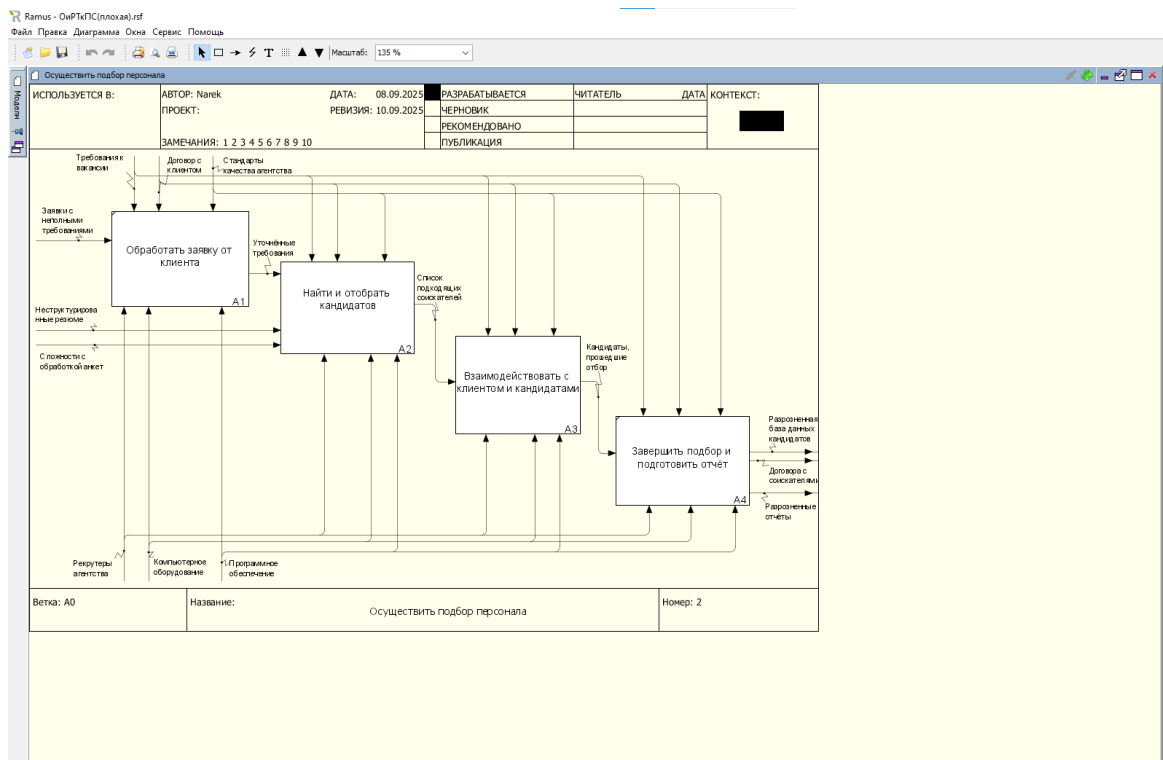 Ramus - ОиРТкПС(плохая).rsf
Файл Правка Диаграмма Окна Сервис Помощь
T Масштаб: 135 %
Модели
Осуществить подбор персонала
ИСПОЛЬЗУЕТСЯ В:
АВТОР: Narek
ДАТА: 08.09.2025
ПРОЕКТ:
РЕВИЗИЯ: 10.09.2025
ЗАМЕЧАНИЯ: 1 2 3 4 5 6 7 8 9 10
РАЗРАБАТЫВАЕТСЯ
ЧЕРНОВИК
РЕКОМЕНДОВАНО
ПУБЛИКАЦИЯ
ЧИТАТЕЛЬ
ДАТА
КОНТЕКСТ:
Требования к
вакансии
Договор с
клиентом
Стандарты
качества агентства
Заявки с
неполными
требованиями
Обработать заявку от
клиента
A1
Уточнённые
требования
Найти и отобрать
кандидатов
A2
Список
подходящих
соискателей
Неструктурирова
нные резюме
Сложности с
обработкой анкет
Взаимодействовать с
клиентом и кандидатами
A3
Кандидаты,
прошедшие
отбор
Завершить подбор и
подготовить отчёт
A4
Разрозненная
база данных
кандидатов
Договора с
соискателями
Разрозненные
отчёты
Рекрутеры
агентства
Компьютерное
оборудование
Программное
обеспечение
Ветка: A0
Название:
Осуществить подбор персонала
Номер: 2